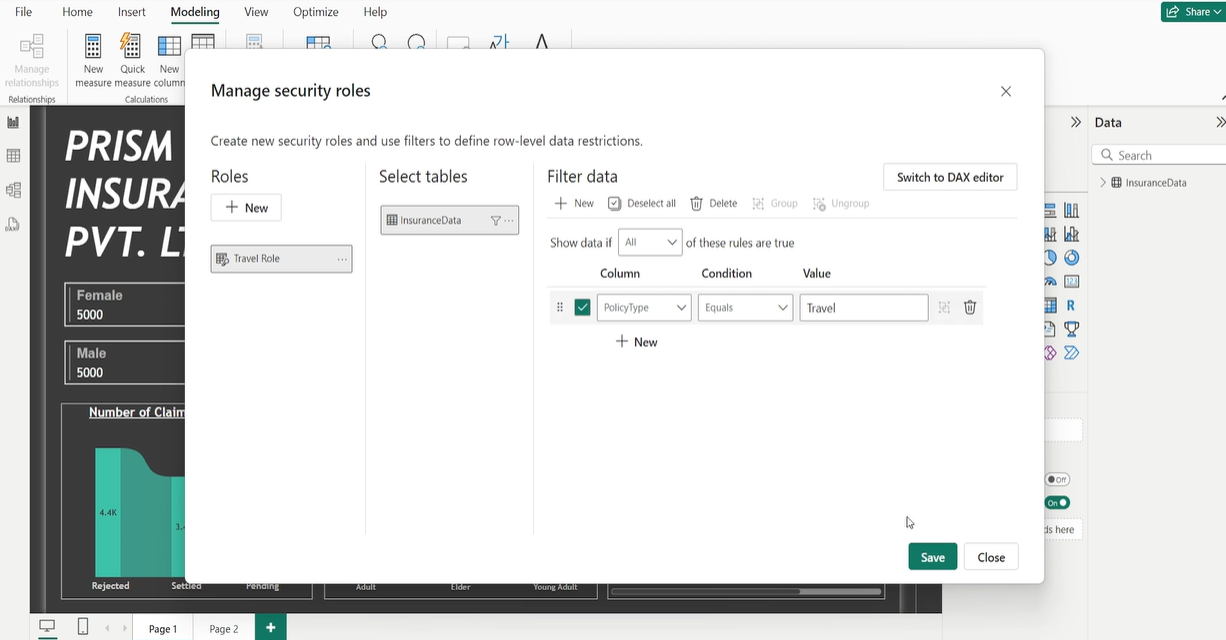 File Home Insert Modeling View Optimize Help
Share
Manage relationships
New measure
Quick measure
New column
Relationships
Calculations
Manage security roles
Create new security roles and use filters to define row-level data restrictions.
Roles
New
Travel Role
Select tables
InsuranceData
Filter data
Switch to DAX editor
New Deselect all Delete Group Ungroup
Show data if All of these rules are true
Column Condition Value
PolicyType Equals Travel
New
Save Close
PRISM
INSURA
PVT. LT
Female
5000
Male
5000
Number of Claim
4.4K
3.
Rejected Settled Pending
Adult Elder Young Adult
Data
Search
InsuranceData
123
R
Off
On
ds here
Page 1 Page 2